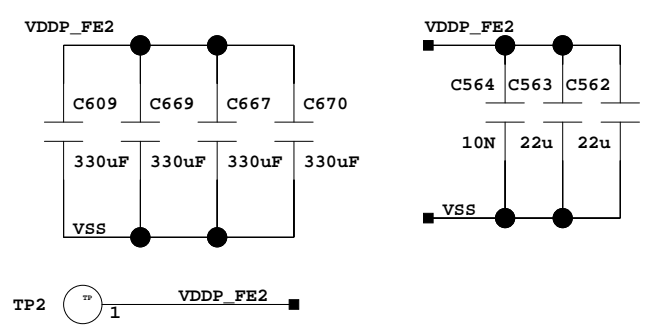 VDDP_FE2
C609 C669 C667 C670
330uF 330uF 330uF 330uF
VSS
VDDP_FE2
C564 C563 C562
10N 22u 22u
VSS
TP2 TP 1 VDDP_FE2